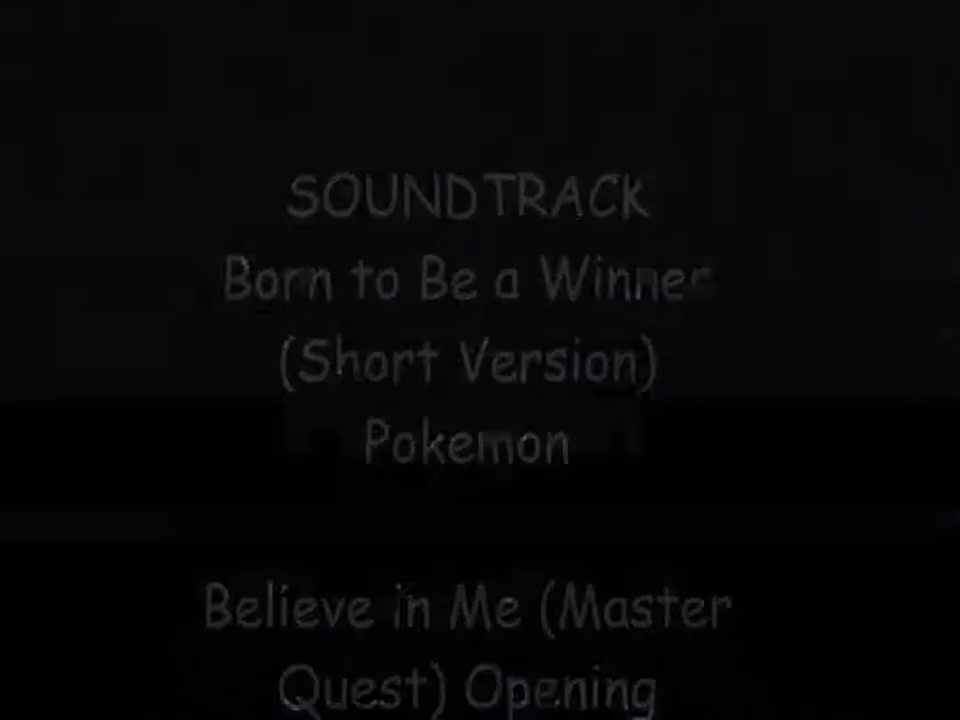 SOUNDTRACK
Born to Be a Winner
(Short Version)
Pokemon
Believe in Me (Master
Quest) Opening